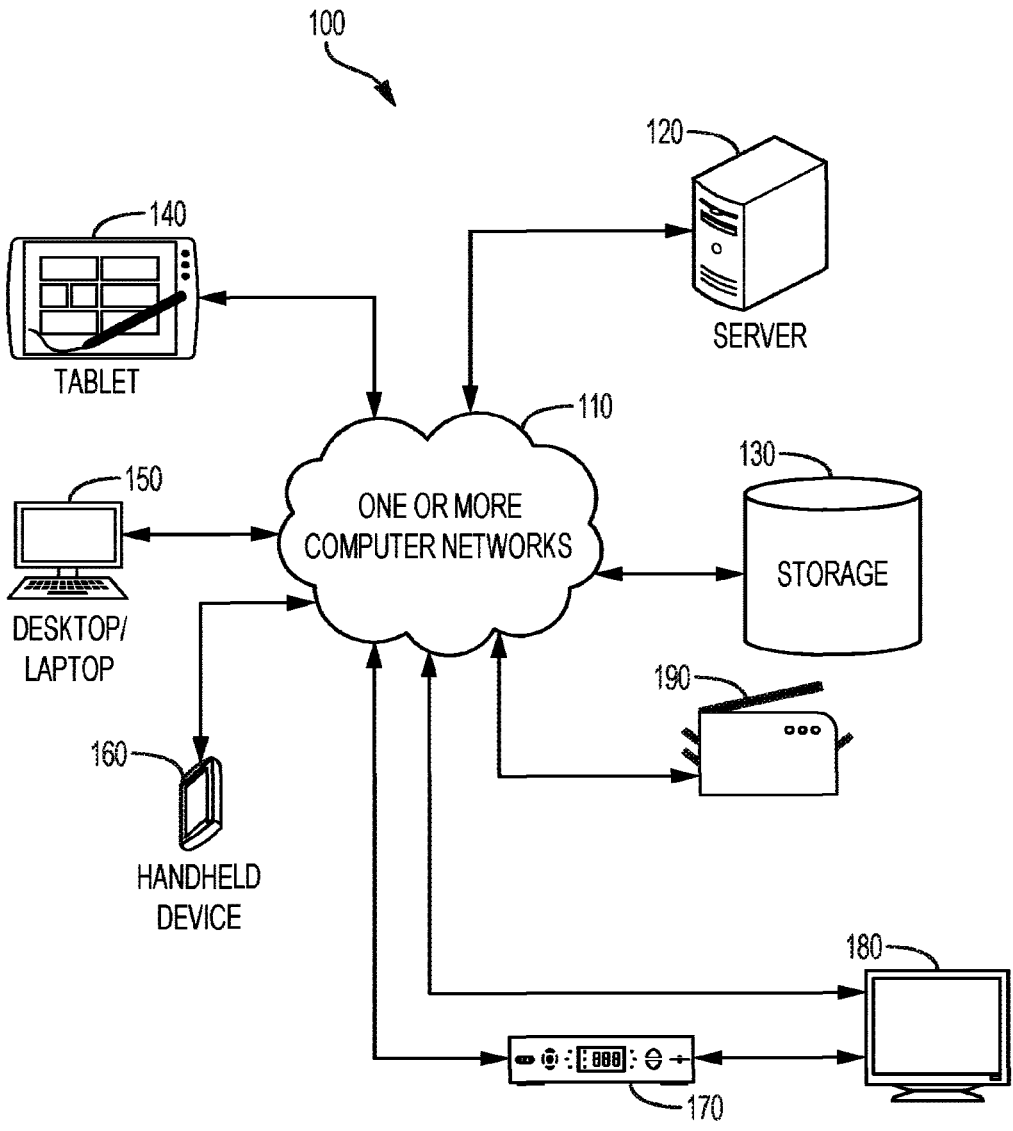 100
120
SERVER
140
TABLET
110
ONE OR MORE
COMPUTER NETWORKS
130
STORAGE
150
DESKTOP/
LAPTOP
190
160
HANDHELD
DEVICE
180
888
170